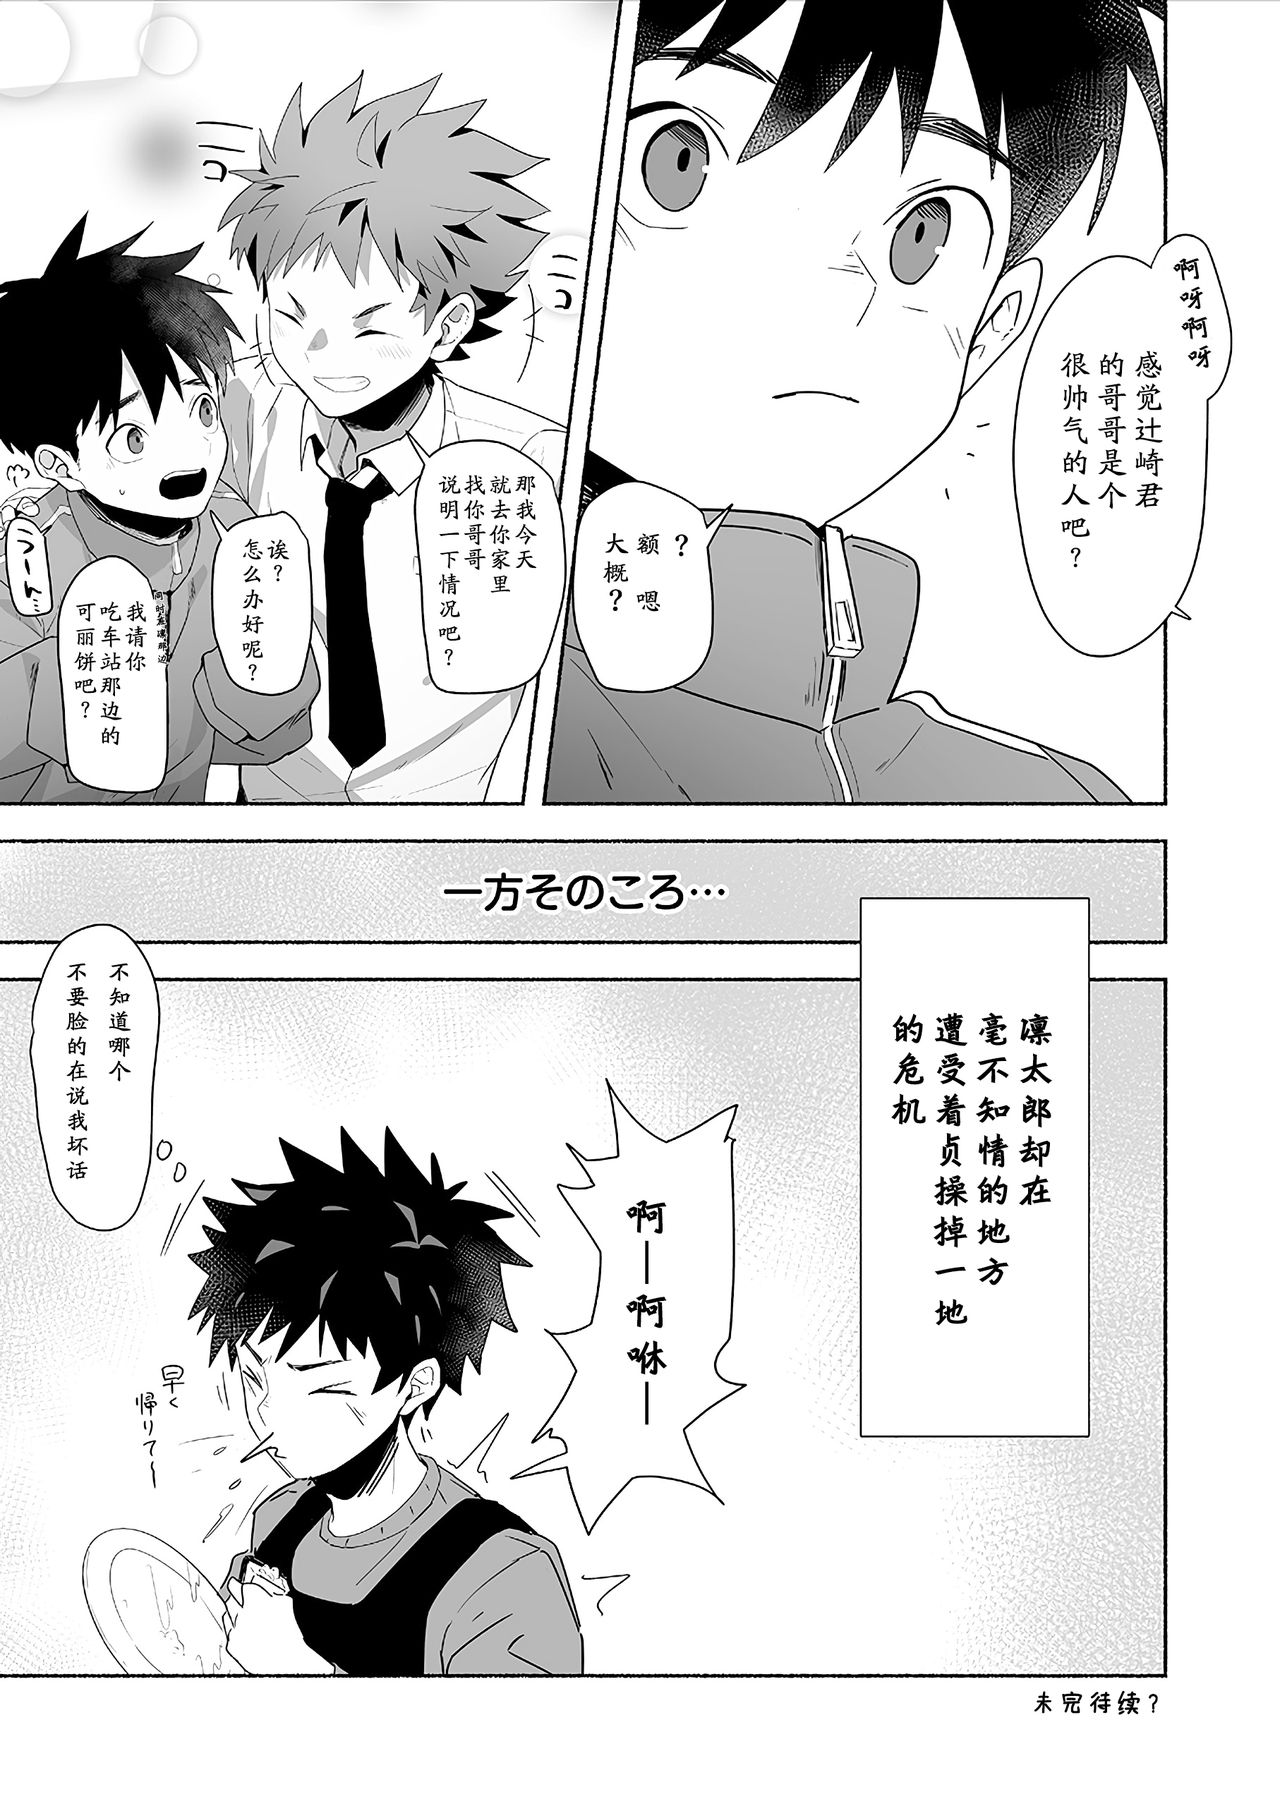 啊呀啊呀
感觉辻崎君
的哥哥是个
很帅气的人吧？
额？嗯
大概？
ニコ
ニコ
那我今天
就去你家里
找你哥哥
说明一下情况吧？
诶？
怎么办好呢？
うーん…
我请你
吃车站那边的
可丽饼吧？
一方そのころ…
凛太郎却在
毫不知情的地方
遭受着贞操掉一地
的危机
啊—啊咻—
不知道哪个
不要脸的在说我坏话
早く
帰りて〜
未完待续？